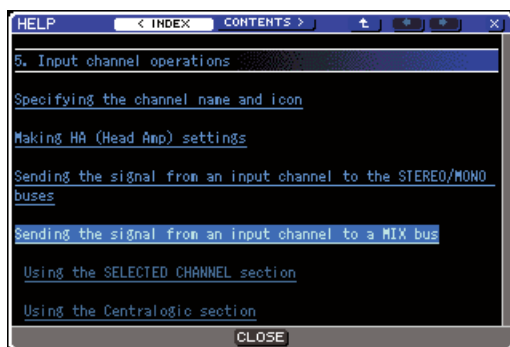 HELP < INDEX CONTENTS > X
5. Input channel operations
Specifying the channel name and icon
Making HA (Head Amp) settings
Sending the signal from an input channel to the STEREO/MONO
buses
Sending the signal from an input channel to a MIX bus
Using the SELECTED CHANNEL section
Using the Centralogic section
CLOSE